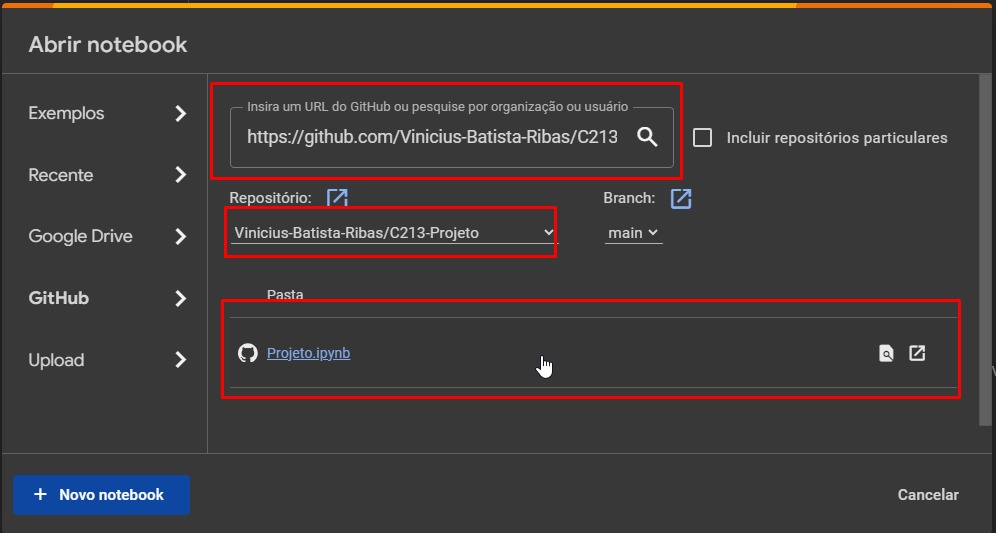 Abrir notebook
Exemplos
Recente
Google Drive
GitHub
Upload
Insira um URL do GitHub ou pesquise por organização ou usuário
https://github.com/Vinicius-Batista-Ribas/C213
Incluir repositórios particulares
Repositório:
Branch:
Vinicius-Batista-Ribas/C213-Projeto
main
Pasta
Projeto.ipynb
+ Novo notebook
Cancelar